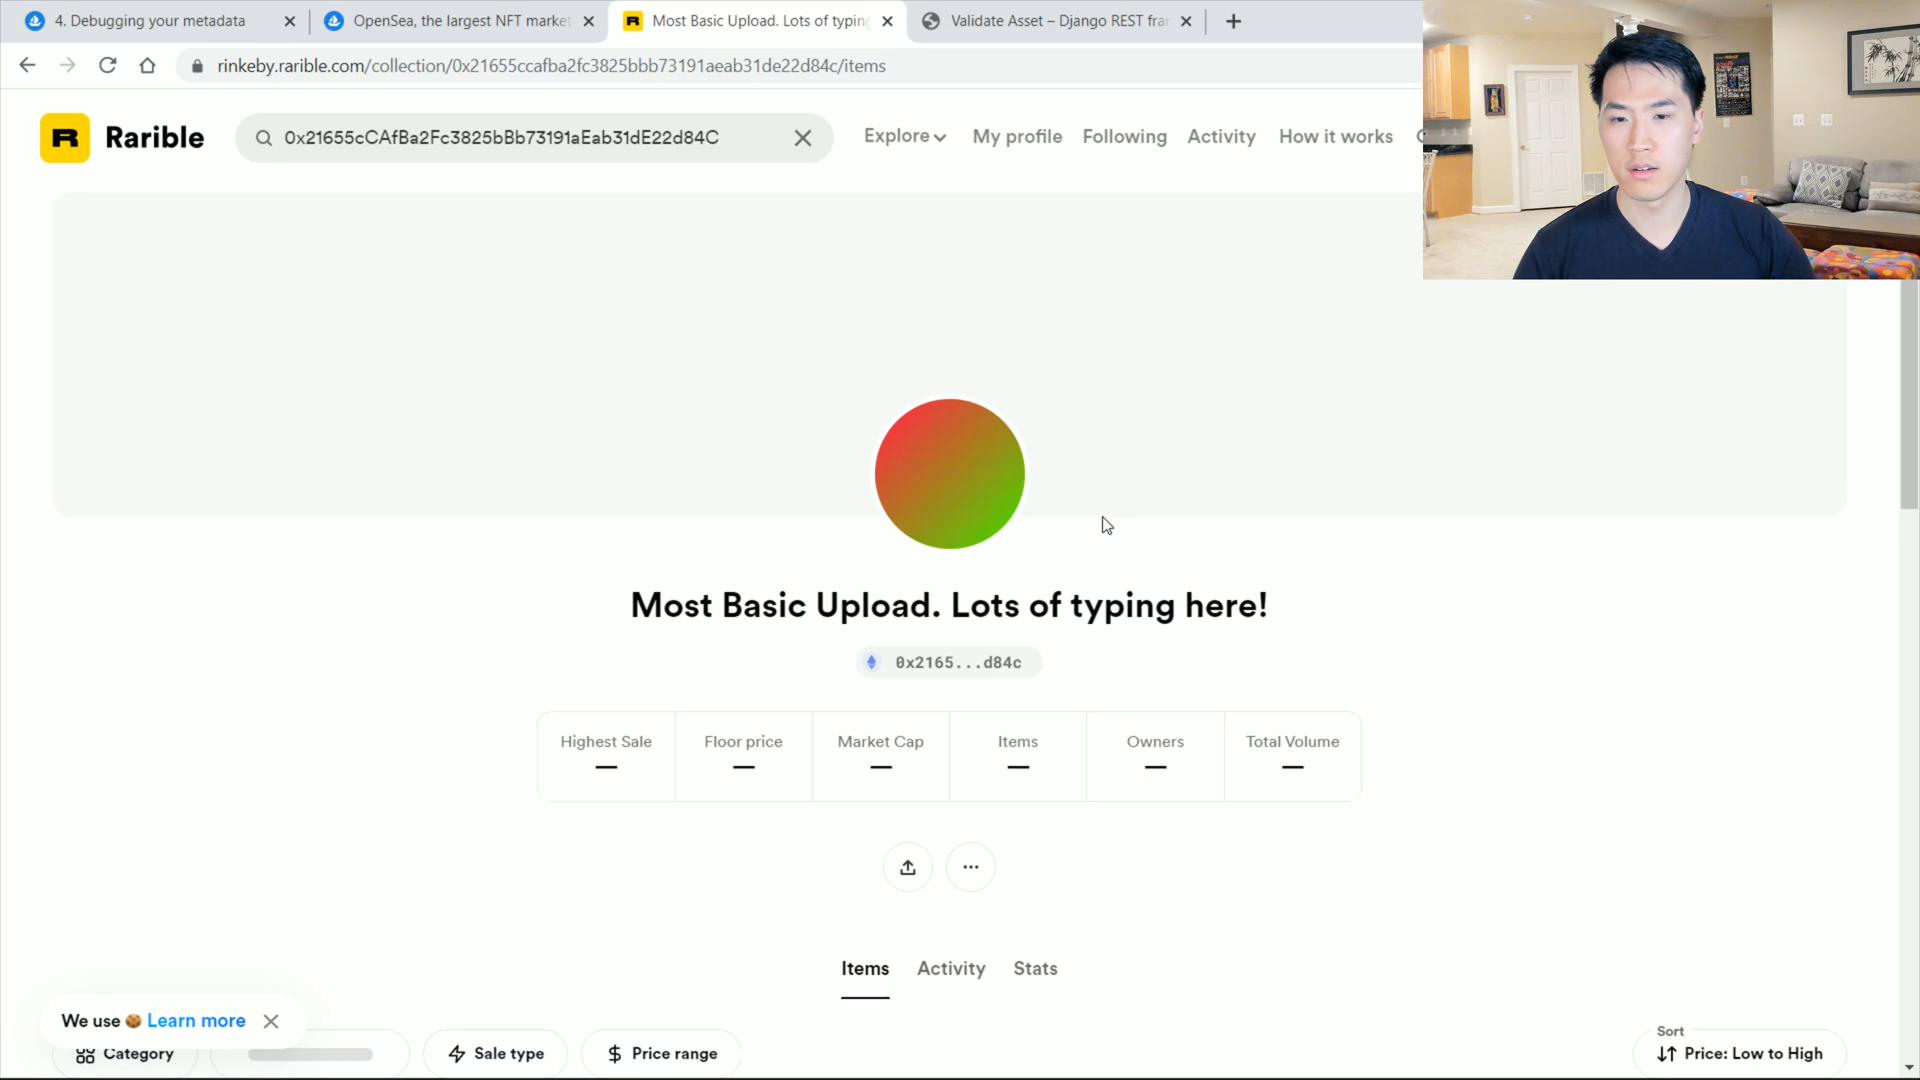 4. Debugging your metadata
OpenSea, the largest NFT market
Most Basic Upload. Lots of typing
Validate Asset – Django REST fra
rinkeby.rarible.com/collection/0x21655ccafba2fc3825bbb73191aeab31de22d84c/items
R
Rarible
0x21655cCAfBa2Fc3825bBb73191aEab31dE22d84C
Explore
My profile
Following
Activity
How it works
Most Basic Upload. Lots of typing here!
0x2165...d84c
Highest Sale
Floor price
Market Cap
Items
Owners
Total Volume
—
—
—
—
—
—
Items
Activity
Stats
We use 🍪 Learn more
Category
Sale type
Price range
Sort
Price: Low to High